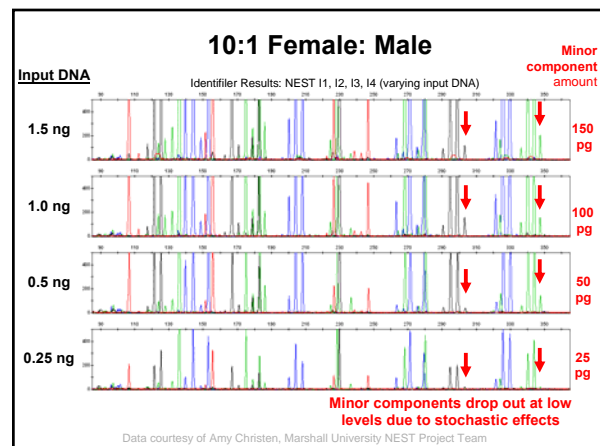 10:1 Female: Male
Minor
component
amount
Input DNA
Identifiler Results: NEST I1, I2, I3, I4 (varying input DNA)
1.5 ng
150
pg
1.0 ng
100
pg
0.5 ng
50
pg
0.25 ng
25
pg
Minor components drop out at low
levels due to stochastic effects
Data courtesy of Amy Christen, Marshall University NEST Project Team